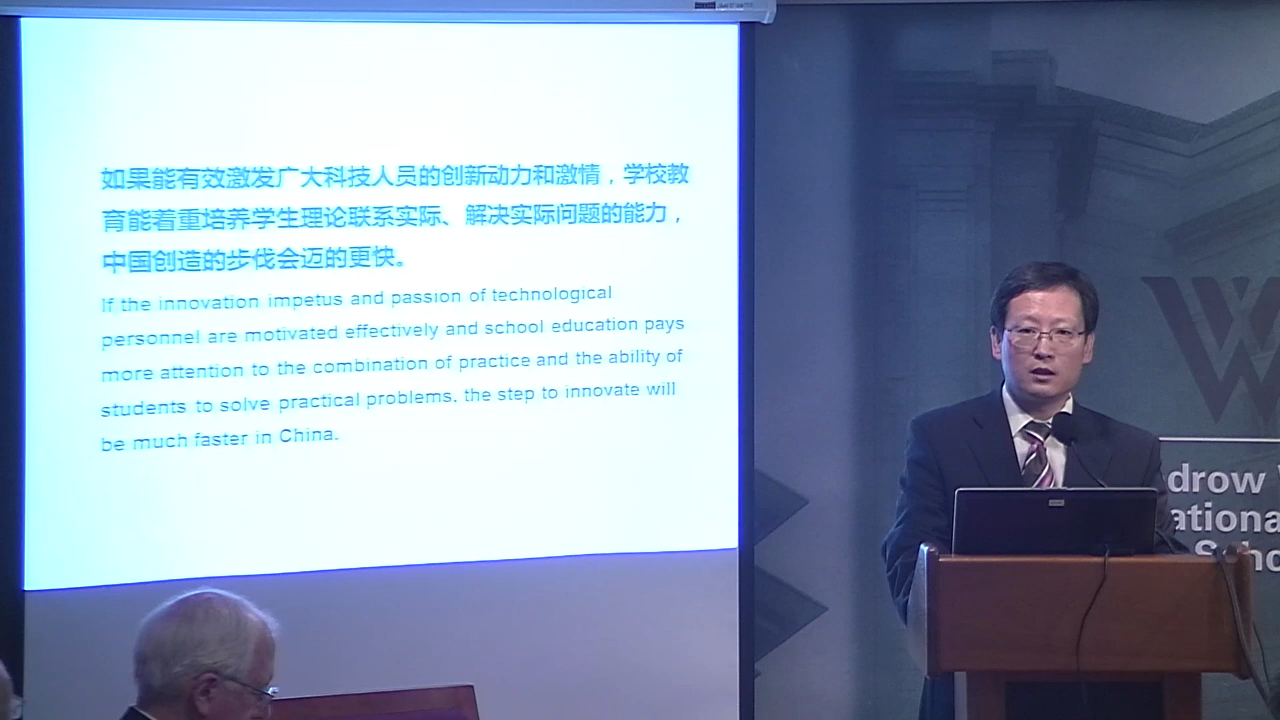 如果能有效激发广大科技人员的创新动力和激情，学校教
育能着重培养学生理论联系实际、解决实际问题的能力，
中国创造的步伐会迈的更快。
If the innovation impetus and passion of technological
personnel are motivated effectively and school education pays
more attention to the combination of practice and the ability of
students to solve practical problems, the step to innovate will
be much faster in China.
W
drow
ationa
Scho